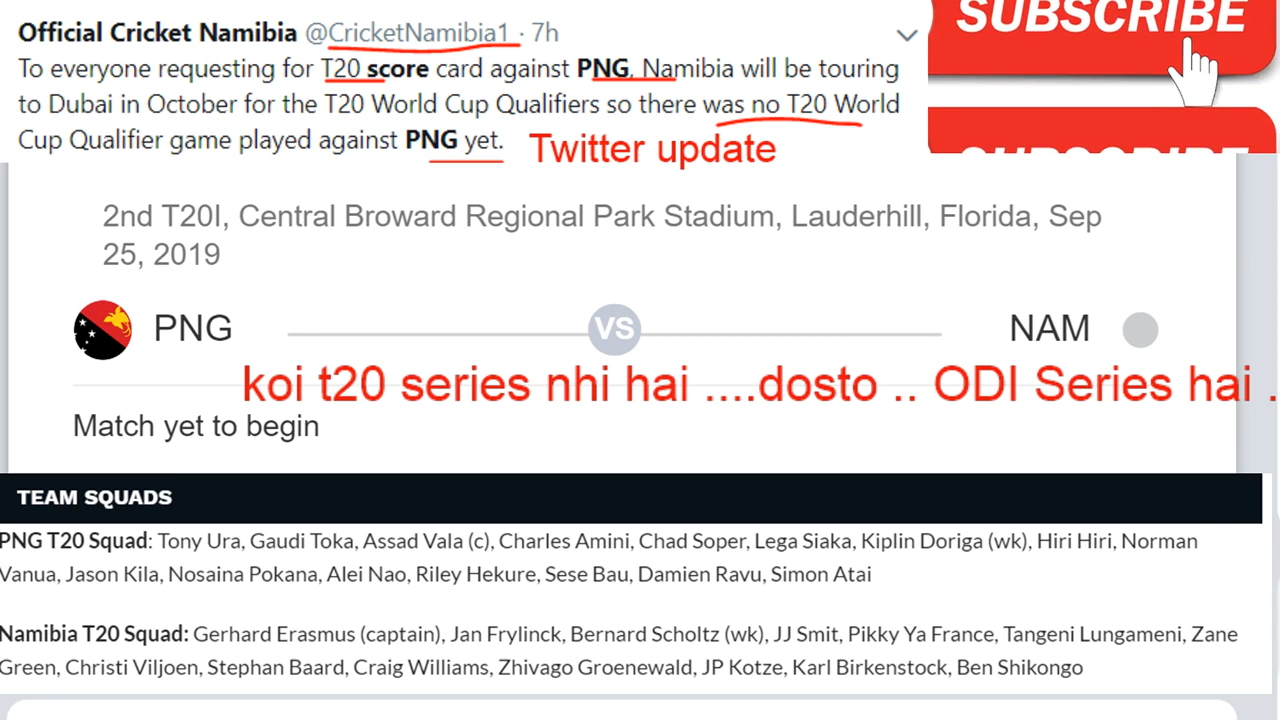 Official Cricket Namibia @CricketNamibia1 · 7h
To everyone requesting for T20 score card against PNG, Namibia will be touring
to Dubai in October for the T20 World Cup Qualifiers so there was no T20 World
Cup Qualifier game played against PNG yet.
Twitter update
SUBSCRIBE
SUBSCRIBE
2nd T20I, Central Broward Regional Park Stadium, Lauderhill, Florida, Sep
25, 2019
PNG VS NAM
koi t20 series nhi hai ....dosto .. ODI Series hai .
Match yet to begin
TEAM SQUADS
PNG T20 Squad: Tony Ura, Gaudi Toka, Assad Vala (c), Charles Amini, Chad Soper, Lega Siaka, Kiplin Doriga (wk), Hiri Hiri, Norman
Vanua, Jason Kila, Nosaina Pokana, Alei Nao, Riley Hekure, Sese Bau, Damien Ravu, Simon Atai
Namibia T20 Squad: Gerhard Erasmus (captain), Jan Frylinck, Bernard Scholtz (wk), JJ Smit, Pikky Ya France, Tangeni Lungameni, Zane
Green, Christi Viljoen, Stephan Baard, Craig Williams, Zhivago Groenewald, JP Kotze, Karl Birkenstock, Ben Shikongo